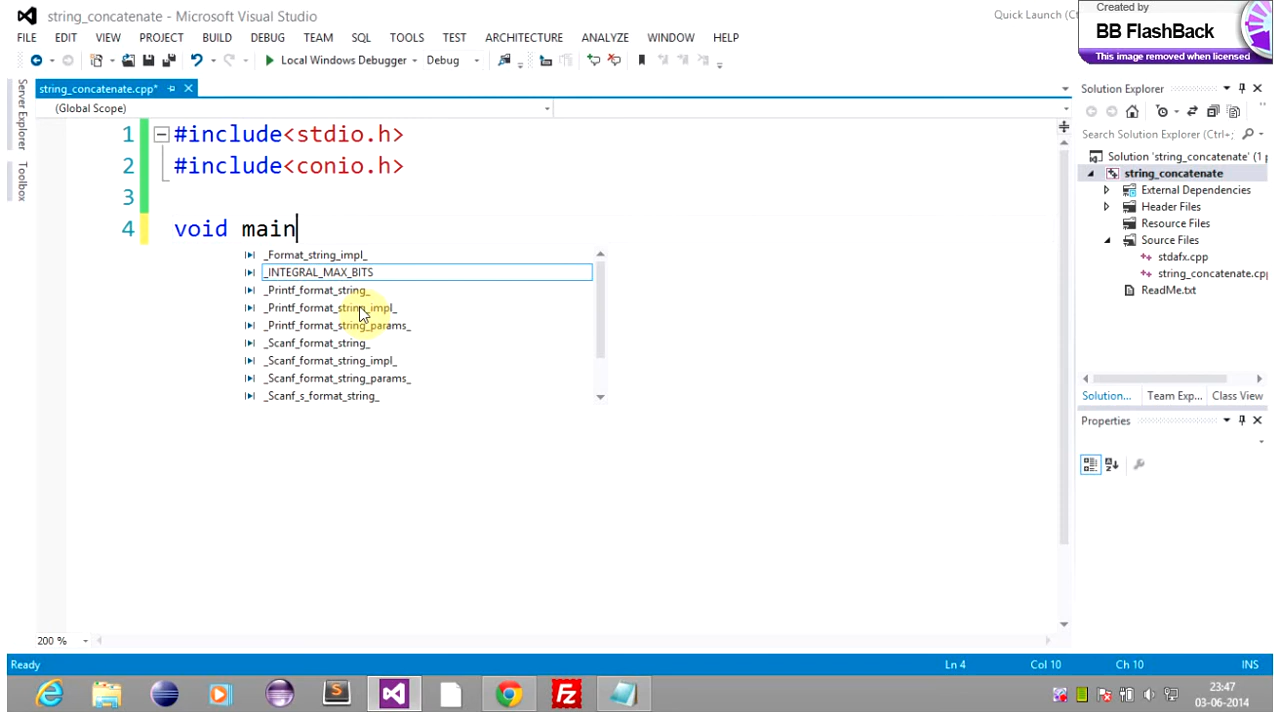 string_concatenate - Microsoft Visual Studio
Quick Launch (Ct
Created by
BB FlashBack
This image removed when licensed
FILE EDIT VIEW PROJECT BUILD DEBUG TEAM SQL TOOLS TEST ARCHITECTURE ANALYZE WINDOW HELP
Local Windows Debugger Debug
string_concatenate.cpp*
(Global Scope)
Server Explorer
Toolbox
1 #include<stdio.h>
2 #include<conio.h>
3
4 void main
_Format_string_impl_
_INTEGRAL_MAX_BITS
_Printf_format_string_
_Printf_format_string_impl_
_Printf_format_string_params_
_Scanf_format_string_
_Scanf_format_string_impl_
_Scanf_format_string_params_
_Scanf_s_format_string_
Solution Explorer
Search Solution Explorer (Ctrl+;
Solution 'string_concatenate' (1 p
string_concatenate
External Dependencies
Header Files
Resource Files
Source Files
stdafx.cpp
string_concatenate.cpp
ReadMe.txt
Solution... Team Exp... Class View
Properties
200 %
Ready Ln 4 Col 10 Ch 10 INS
23:47
03-06-2014